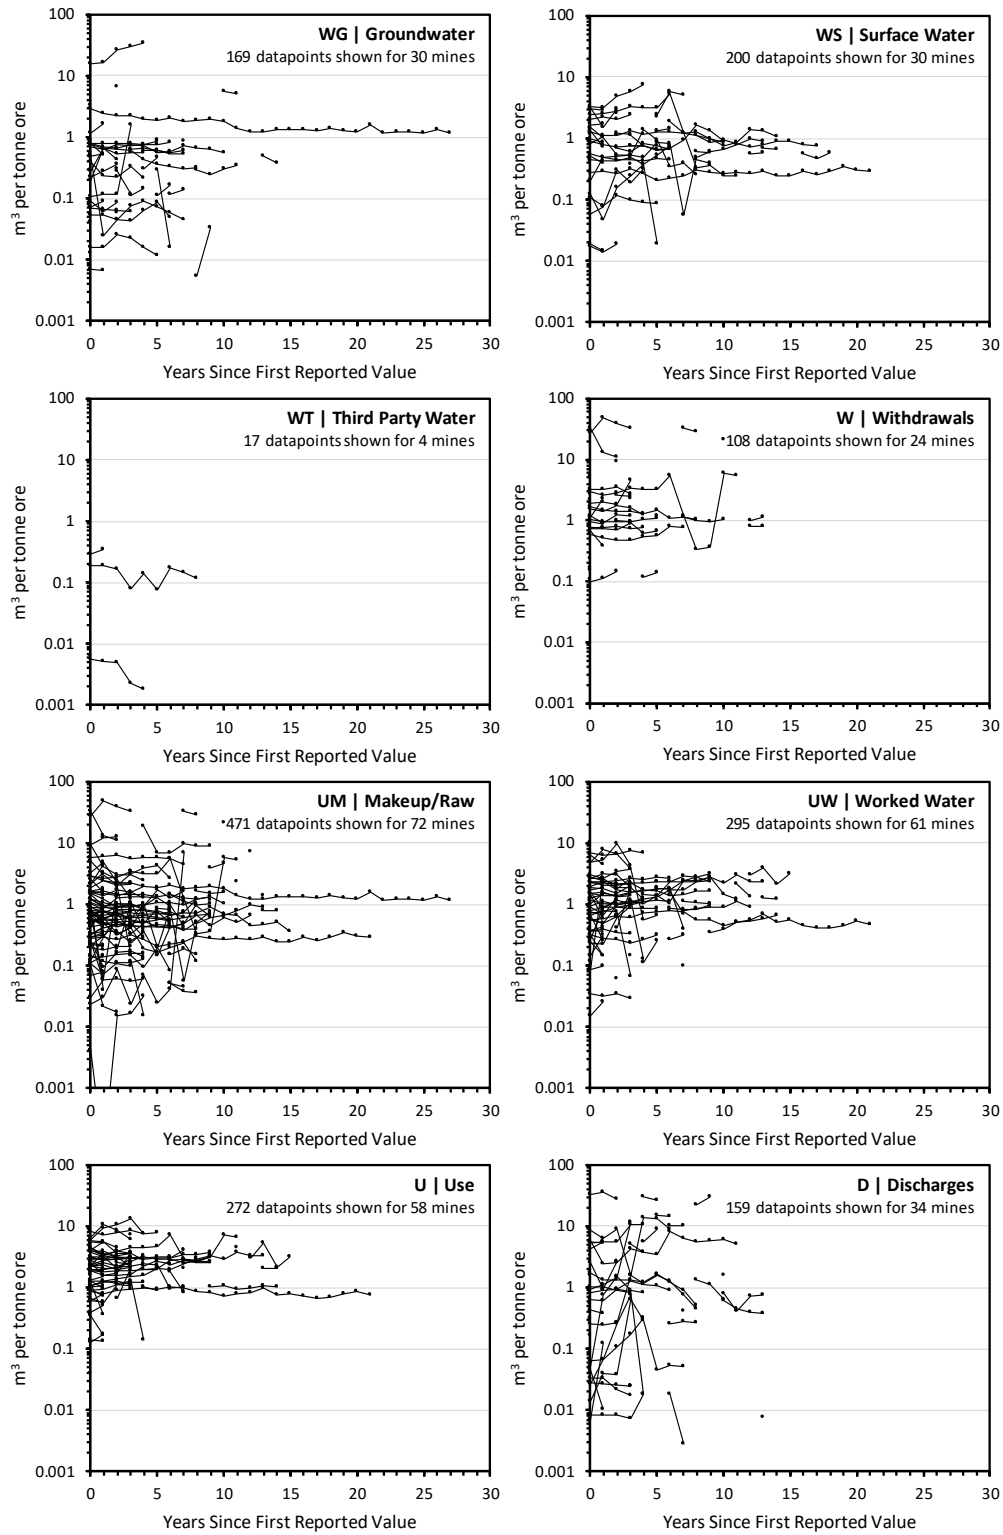 WG | Groundwater
169 datapoints shown for 30 mines
100
10
1
0.1
0.01
0.001
m³ per tonne ore
0 5 10 15 20 25 30
Years Since First Reported Value
WS | Surface Water
200 datapoints shown for 30 mines
100
10
1
0.1
0.01
0.001
m³ per tonne ore
0 5 10 15 20 25 30
Years Since First Reported Value
WT | Third Party Water
17 datapoints shown for 4 mines
100
10
1
0.1
0.01
0.001
m³ per tonne ore
0 5 10 15 20 25 30
Years Since First Reported Value
W | Withdrawals
108 datapoints shown for 24 mines
100
10
1
0.1
0.01
0.001
m³ per tonne ore
0 5 10 15 20 25 30
Years Since First Reported Value
UM | Makeup/Raw
471 datapoints shown for 72 mines
100
10
1
0.1
0.01
0.001
m³ per tonne ore
0 5 10 15 20 25 30
Years Since First Reported Value
UW | Worked Water
295 datapoints shown for 61 mines
100
10
1
0.1
0.01
0.001
m³ per tonne ore
0 5 10 15 20 25 30
Years Since First Reported Value
U | Use
272 datapoints shown for 58 mines
100
10
1
0.1
0.01
0.001
m³ per tonne ore
0 5 10 15 20 25 30
Years Since First Reported Value
D | Discharges
159 datapoints shown for 34 mines
100
10
1
0.1
0.01
0.001
m³ per tonne ore
0 5 10 15 20 25 30
Years Since First Reported Value